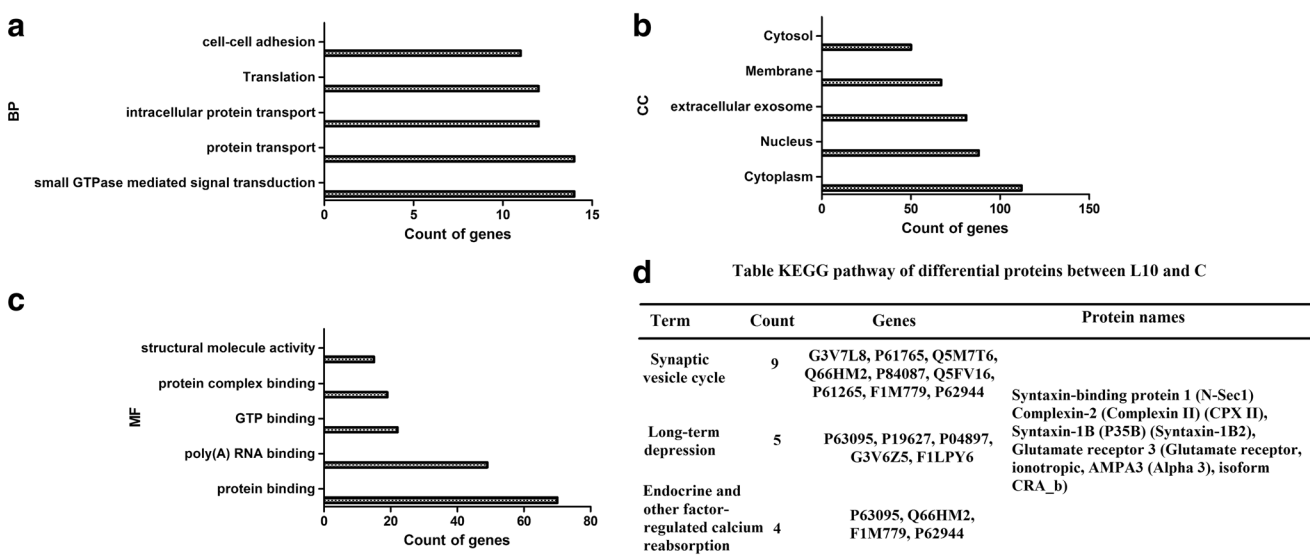 a
BP
cell-cell adhesion
Translation
intracellular protein transport
protein transport
small GTPase mediated signal transduction
0 5 10 15
Count of genes
b
CC
Cytosol
Membrane
extracellular exosome
Nucleus
Cytoplasm
0 50 100 150
Count of genes
c
MF
structural molecule activity
protein complex binding
GTP binding
poly(A) RNA binding
protein binding
0 20 40 60 80
Count of genes
d
Table KEGG pathway of differential proteins between L10 and C
Term Count Genes Protein names
Synaptic
vesicle cycle
9
G3V7L8, P61765, Q5M7T6,
Q66HM2, P84087, Q5FV16,
P61265, F1M779, P62944
Long-term
depression
5
P63095, P19627, P04897,
G3V6Z5, F1LPY6
Endocrine and
other factor-
regulated calcium
reabsorption
4
P63095, Q66HM2,
F1M779, P62944
Syntaxin-binding protein 1 (N-Sec1)
Complexin-2 (Complexin II) (CPX II),
Syntaxin-1B (P35B) (Syntaxin-1B2),
Glutamate receptor 3 (Glutamate receptor,
ionotropic, AMPA3 (Alpha 3), isoform
CRA_b)